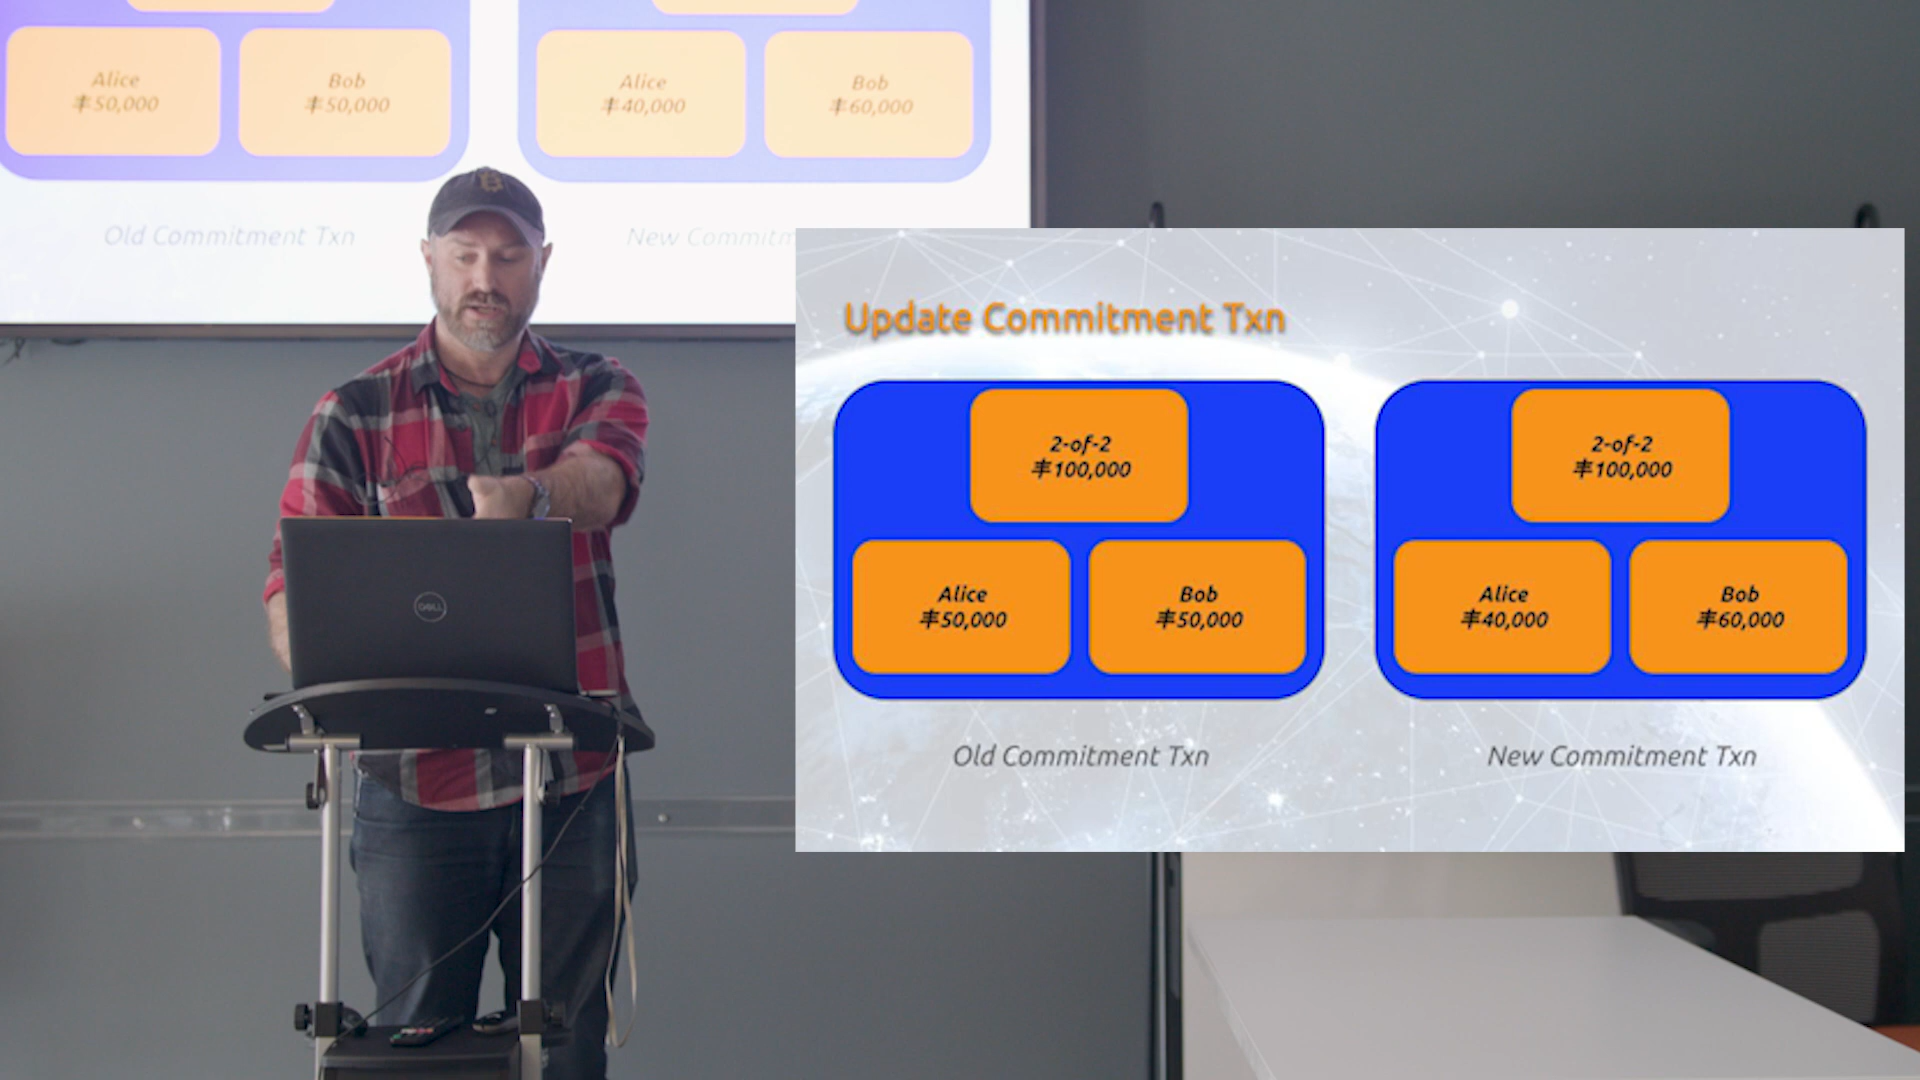 Alice
丰50,000
Bob
丰50,000
Alice
丰40,000
Bob
丰60,000
Old Commitment Txn
New Commitm
DELL
Update Commitment Txn
2-of-2
丰100,000
Alice
丰50,000
Bob
丰50,000
Old Commitment Txn
2-of-2
丰100,000
Alice
丰40,000
Bob
丰60,000
New Commitment Txn